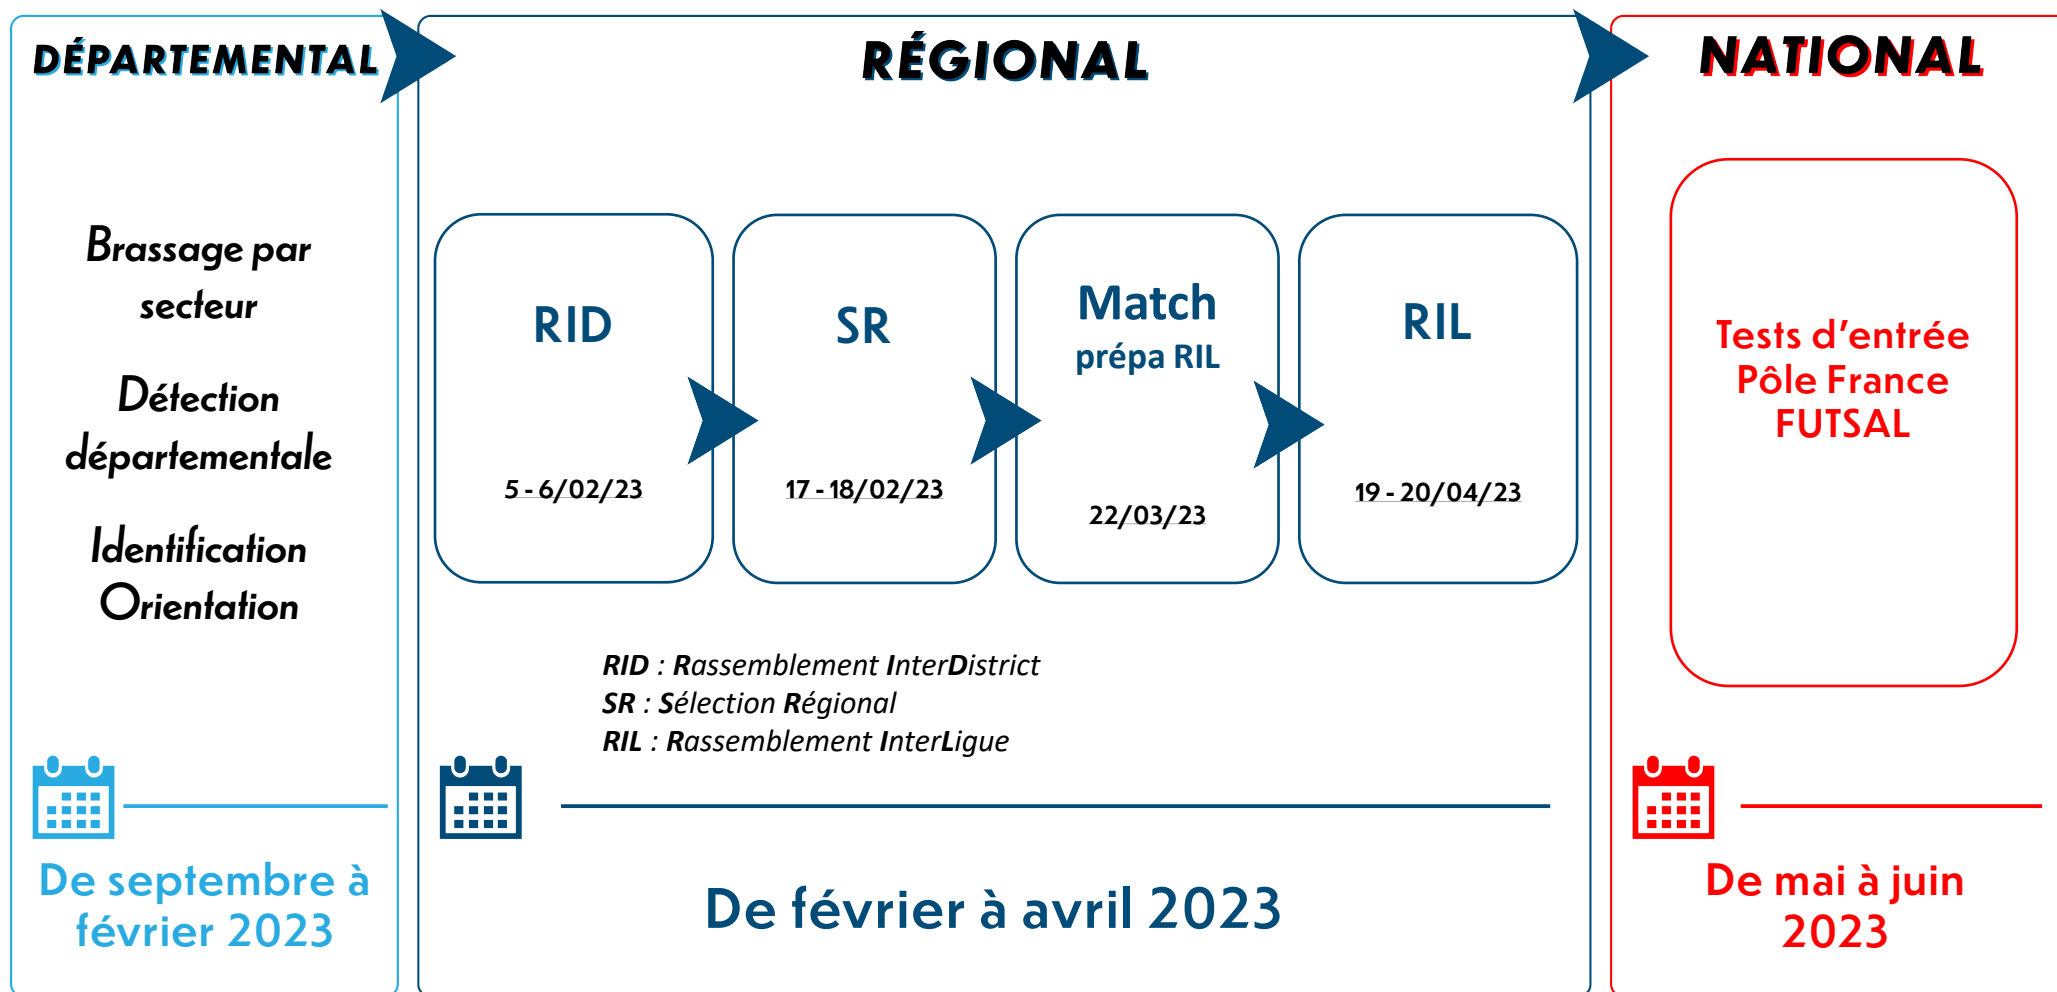 DÉPARTEMENTAL
Brassage par
secteur
Détection
départementale
Identification
Orientation
De septembre à
février 2023
RÉGIONAL
RID
5 - 6/02/23
SR
17 - 18/02/23
Match
prépa RIL
22/03/23
RIL
19 - 20/04/23
RID : Rassemblement InterDistrict
SR : Sélection Régional
RIL : Rassemblement InterLigue
De février à avril 2023
NATIONAL
Tests d’entrée
Pôle France
FUTSAL
De mai à juin
2023